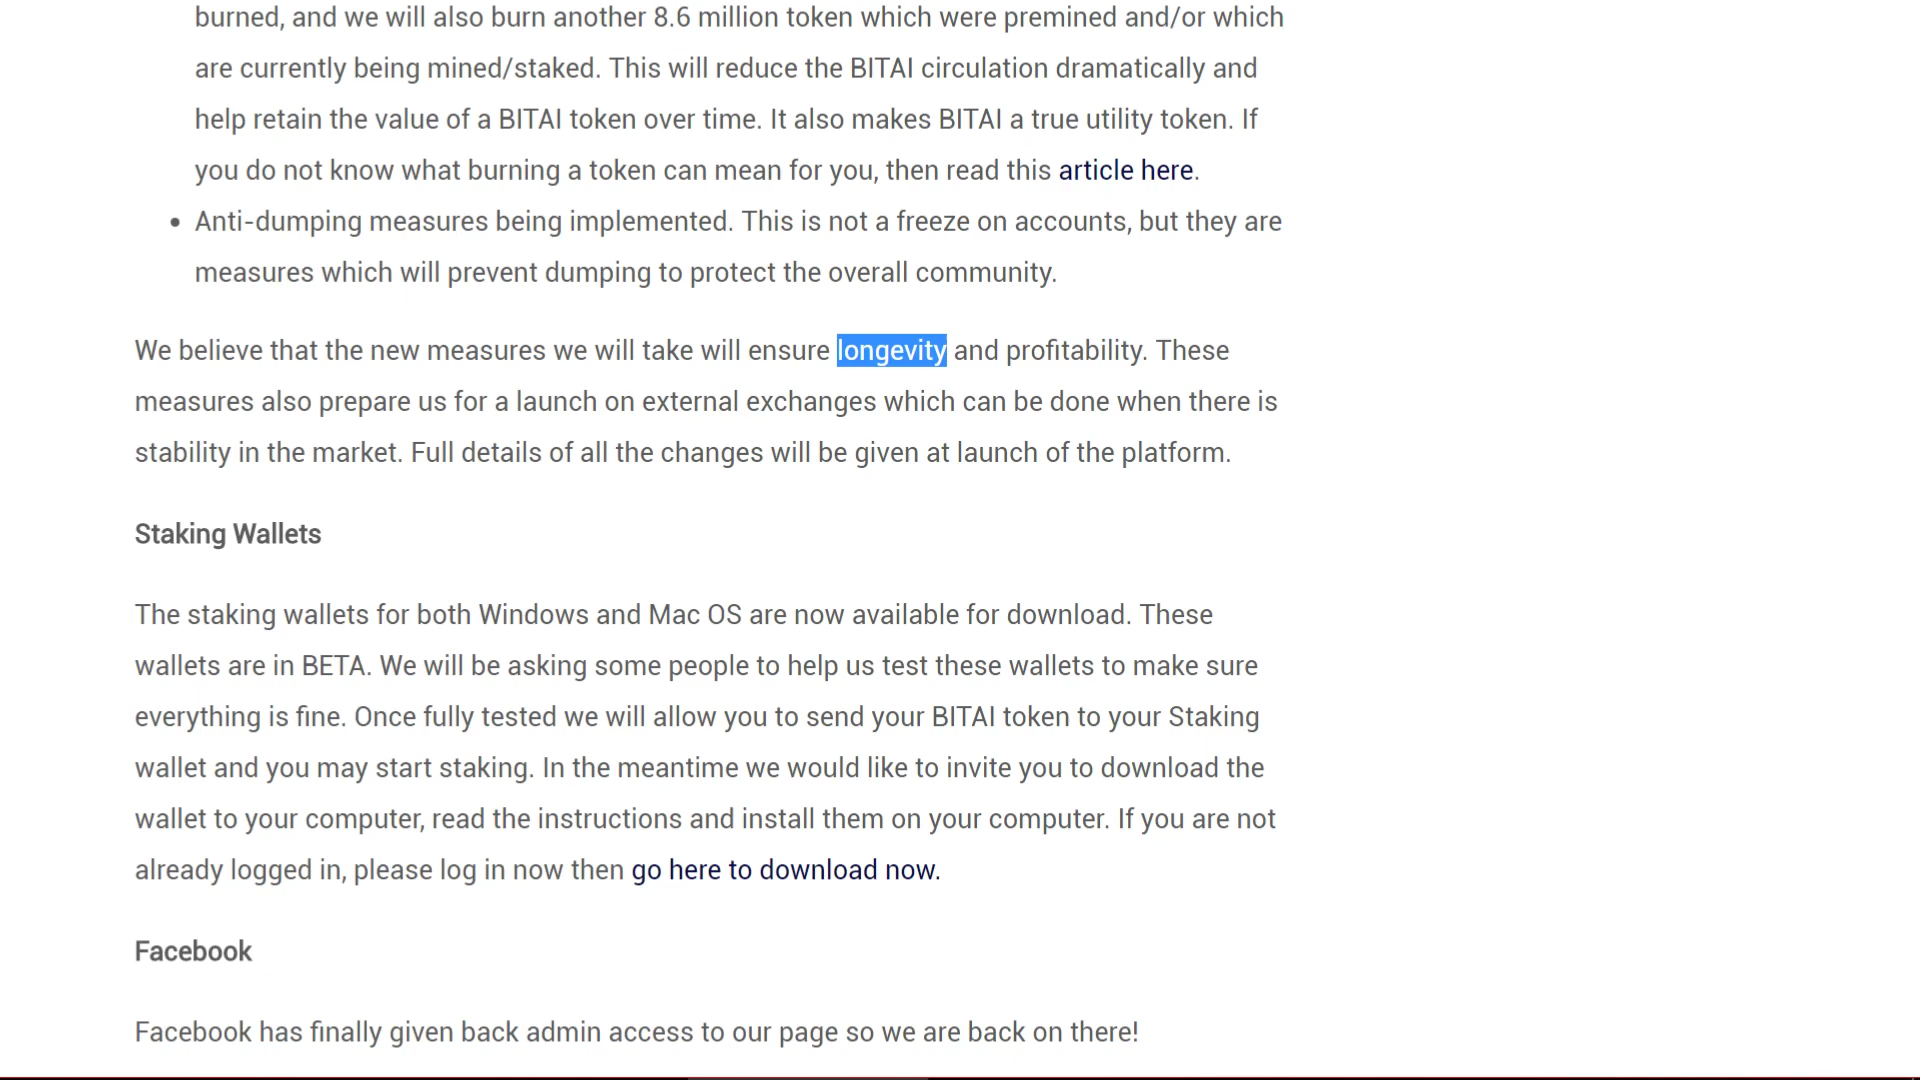 burned, and we will also burn another 8.6 million token which were premined and/or which
are currently being mined/staked. This will reduce the BITAI circulation dramatically and
help retain the value of a BITAI token over time. It also makes BITAI a true utility token. If
you do not know what burning a token can mean for you, then read this article here.
• Anti-dumping measures being implemented. This is not a freeze on accounts, but they are
measures which will prevent dumping to protect the overall community.
We believe that the new measures we will take will ensure longevity and profitability. These
measures also prepare us for a launch on external exchanges which can be done when there is
stability in the market. Full details of all the changes will be given at launch of the platform.
Staking Wallets
The staking wallets for both Windows and Mac OS are now available for download. These
wallets are in BETA. We will be asking some people to help us test these wallets to make sure
everything is fine. Once fully tested we will allow you to send your BITAI token to your Staking
wallet and you may start staking. In the meantime we would like to invite you to download the
wallet to your computer, read the instructions and install them on your computer. If you are not
already logged in, please log in now then go here to download now.
Facebook
Facebook has finally given back admin access to our page so we are back on there!